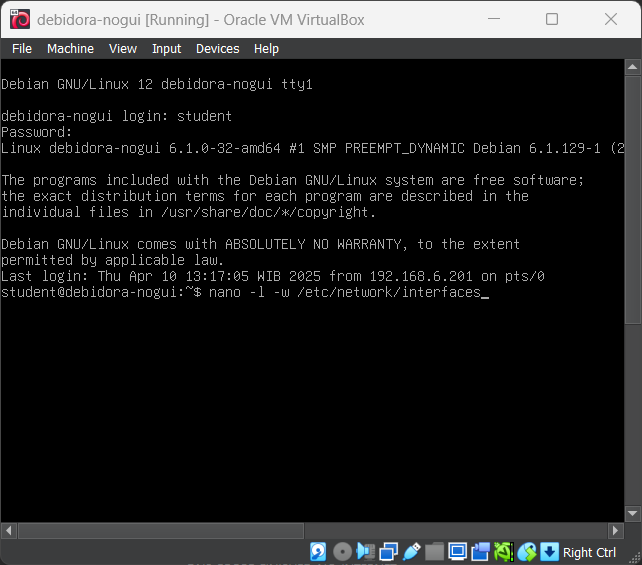 debidora-nogui [Running] - Oracle VM VirtualBox
File Machine View Input Devices Help
Debian GNU/Linux 12 debidora-nogui tty1
debidora-nogui login: student
Password:
Linux debidora-nogui 6.1.0-32-amd64 #1 SMP PREEMPT_DYNAMIC Debian 6.1.129-1 (2
The programs included with the Debian GNU/Linux system are free software;
the exact distribution terms for each program are described in the
individual files in /usr/share/doc/*/copyright.
Debian GNU/Linux comes with ABSOLUTELY NO WARRANTY, to the extent
permitted by applicable law.
Last login: Thu Apr 10 13:17:05 WIB 2025 from 192.168.6.201 on pts/0
student@debidora-nogui:~$ nano -l -w /etc/network/interfaces_
Right Ctrl